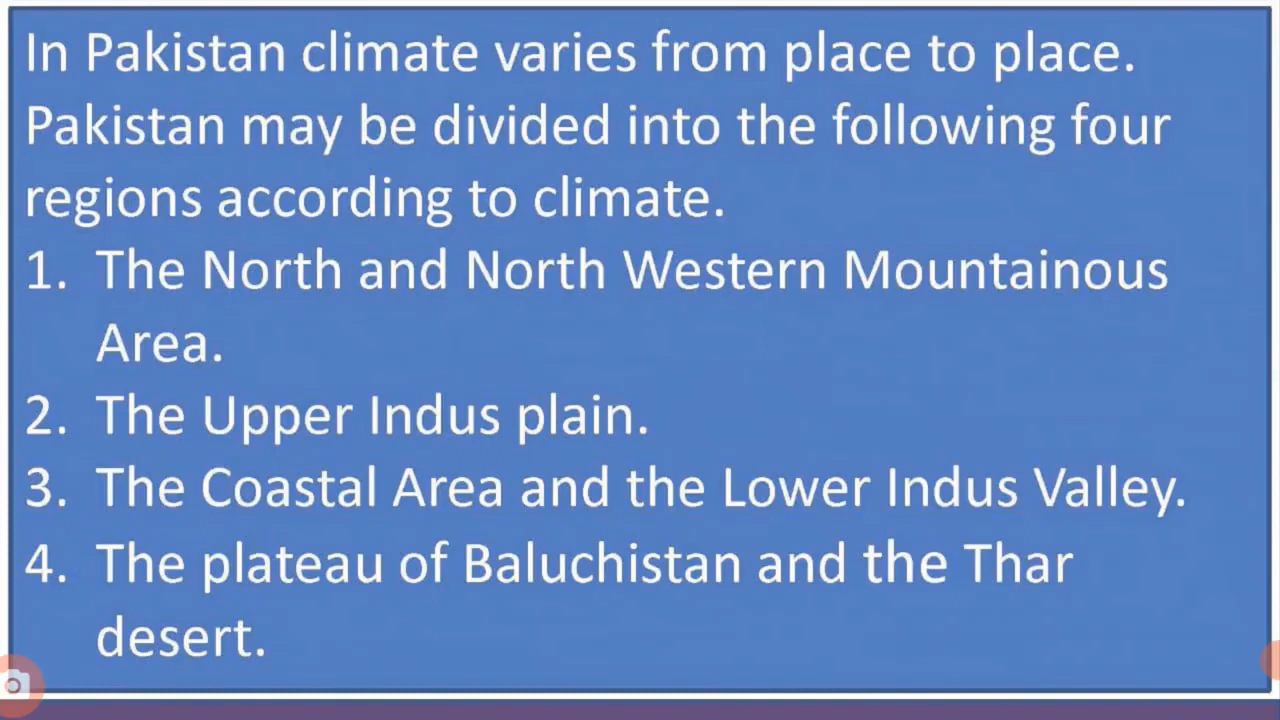 In Pakistan climate varies from place to place.
Pakistan may be divided into the following four
regions according to climate.
1. The North and North Western Mountainous
Area.
2. The Upper Indus plain.
3. The Coastal Area and the Lower Indus Valley.
4. The plateau of Baluchistan and the Thar
desert.